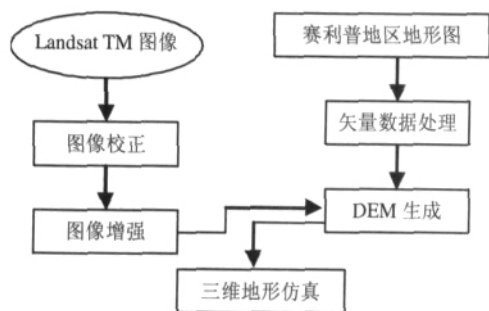 Landsat TM 图像
赛利普地区地形图
图像校正
矢量数据处理
图像增强
DEM 生成
三维地形仿真